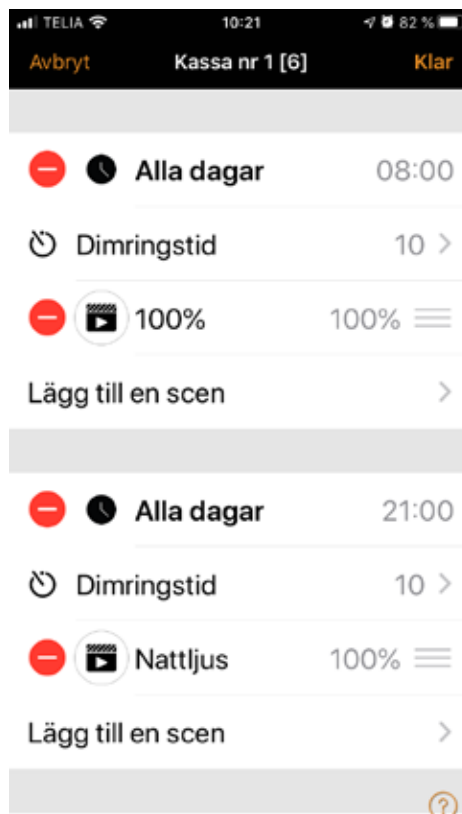 TELIA 10:21 82 %
Avbryt Kassa nr 1 [6] Klar
Alla dagar 08:00
Dimringstid 10
100% 100%
Lägg till en scen
Alla dagar 21:00
Dimringstid 10
Nattljus 100%
Lägg till en scen
?